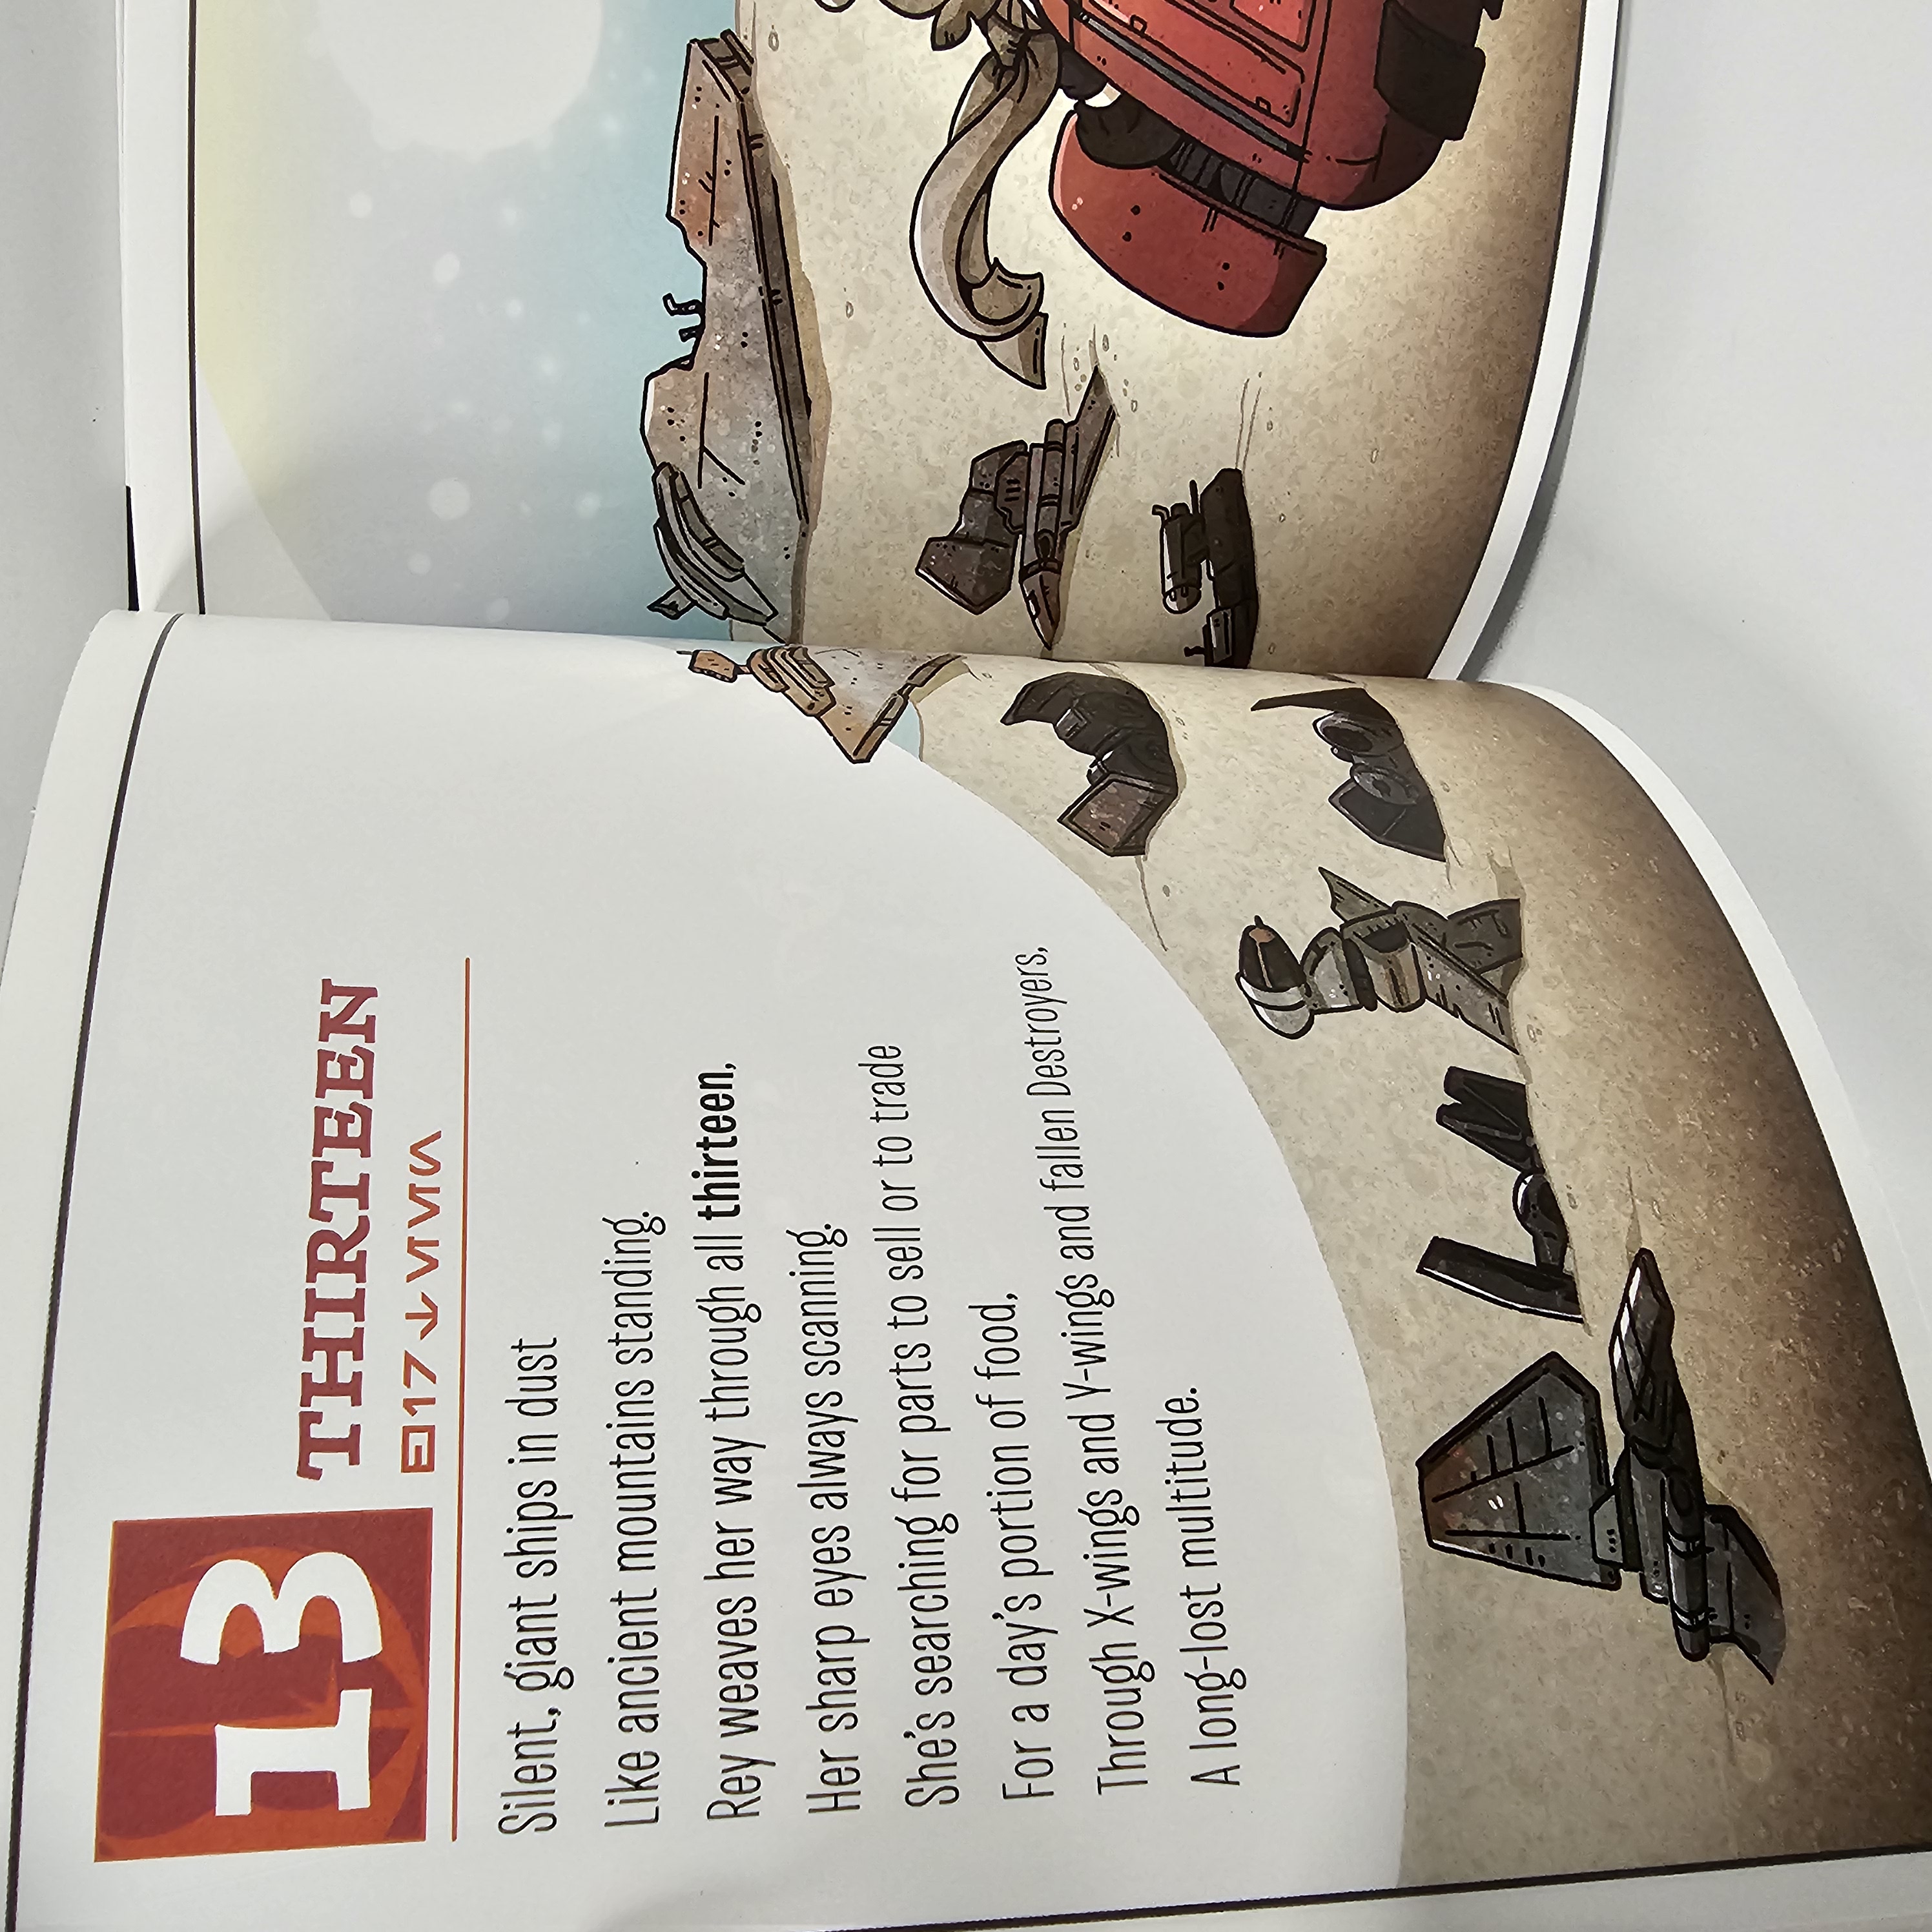 13
THIRTEEN
Silent, giant ships in dust
Like ancient mountains standing.
Rey weaves her way through all thirteen,
Her sharp eyes always scanning.
She’s searching for parts to sell or to trade
For a day’s portion of food,
Through X-wings and Y-wings and fallen Destroyers,
A long-lost multitude.